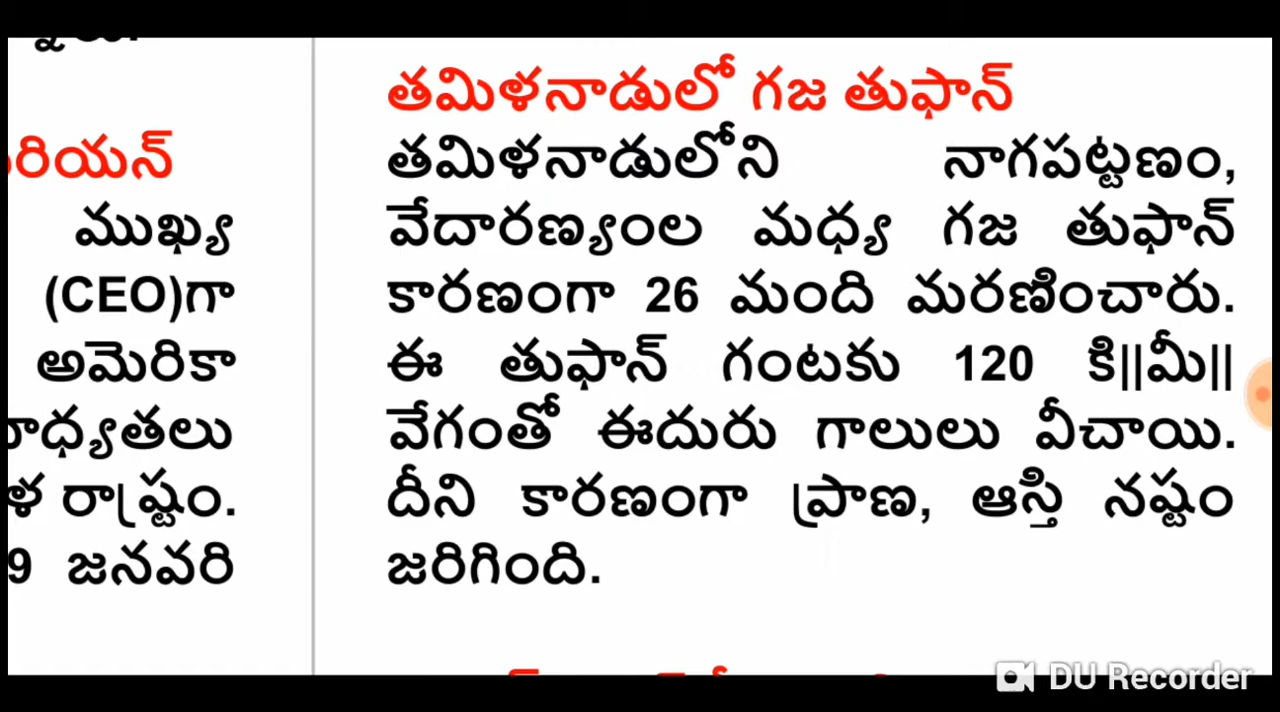 రియన్
ముఖ్య
(CEO)గా
అమెరికా
రాష్ట్రం.
9 జనవరి
తమిళనాడులో గజ తుఫాన్
తమిళనాడులోని నాగపట్టణం,
వేదారణ్యంల మధ్య గజ తుఫాన్
కారణంగా 26 మంది మరణించారు.
ఈ తుఫాన్ గంటకు 120 కి||మీ||
వేగంతో ఈదురు గాలులు వీచాయి.
దీని కారణంగా ప్రాణ, ఆస్తి నష్టం
జరిగింది.
DU Recorder